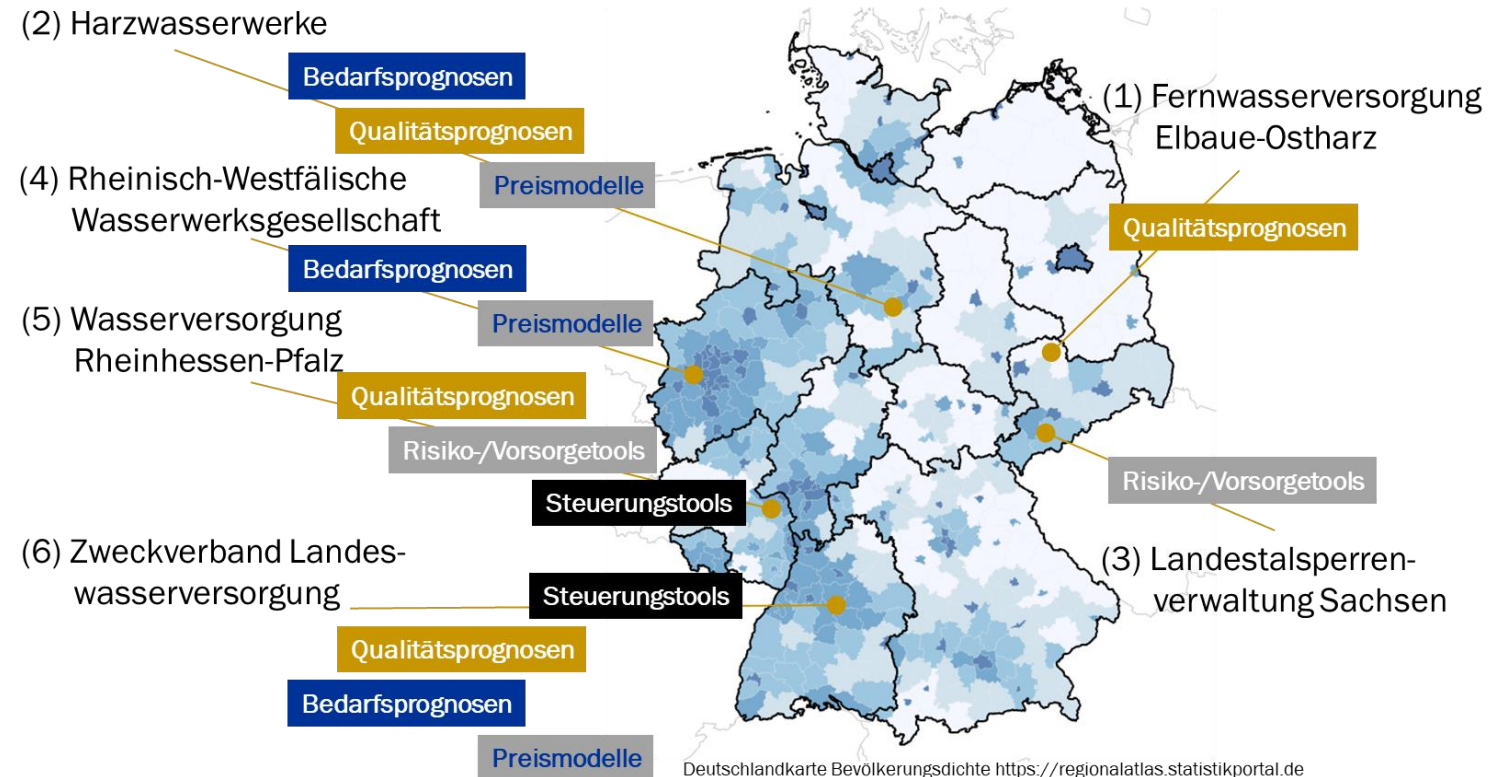 (2) Harzwasserwerke
Bedarfsprognosen
Qualitätsprognosen
Preismodelle
(4) Rheinisch-Westfälische
Wasserwerksgesellschaft
Bedarfsprognosen
Preismodelle
(5) Wasserversorgung
Rheinhessen-Pfalz
Qualitätsprognosen
Risiko-/Vorsorgetools
Steuerungstools
(6) Zweckverband Landes-
wasserversorgung
Steuerungstools
Qualitätsprognosen
Bedarfsprognosen
Preismodelle
(1) Fernwasserversorgung
Elbaue-Ostharz
Qualitätsprognosen
Risiko-/Vorsorgetools
(3) Landestalsperren-
verwaltung Sachsen
Deutschlandkarte Bevölkerungsdichte https://regionalatlas.statistikportal.de